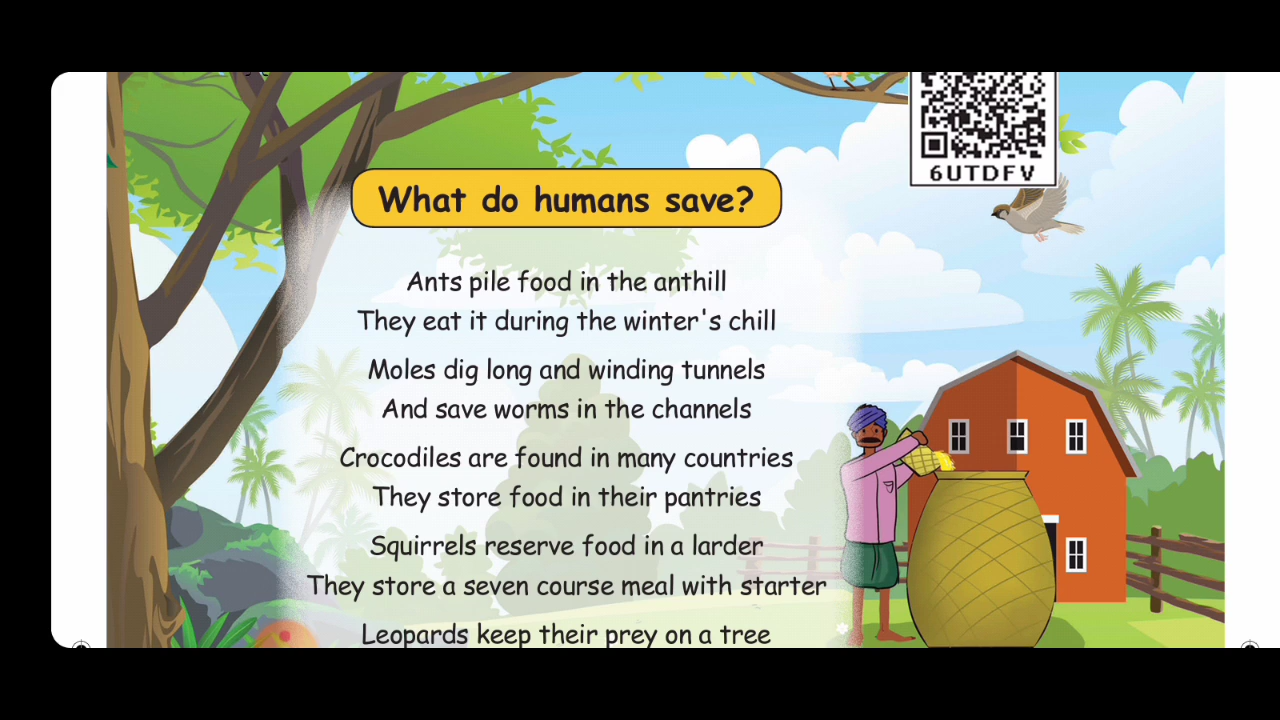 6UTDFV
What do humans save?
Ants pile food in the anthill
They eat it during the winter's chill
Moles dig long and winding tunnels
And save worms in the channels
Crocodiles are found in many countries
They store food in their pantries
Squirrels reserve food in a larder
They store a seven course meal with starter
Leopards keep their prey on a tree